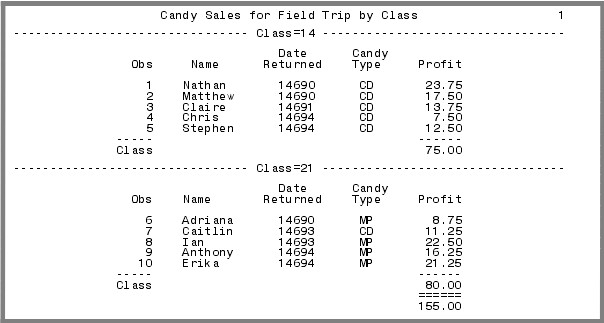 Candy Sales for Field Trip by Class 1
------------------------------ Class=14 -------------------------------
Date Candy
Obs Name Returned Type Profit
1 Nathan 14690 CD 23.75
2 Matthew 14690 CD 17.50
3 Claire 14691 CD 13.75
4 Chris 14694 CD 7.50
5 Stephen 14694 CD 12.50
----- ------
Class 75.00
------------------------------ Class=21 -------------------------------
Date Candy
Obs Name Returned Type Profit
6 Adriana 14690 MP 8.75
7 Caitlin 14693 CD 11.25
8 Ian 14693 MP 22.50
9 Anthony 14694 MP 16.25
10 Erika 14694 MP 21.25
----- ------
Class 80.00
======
155.00